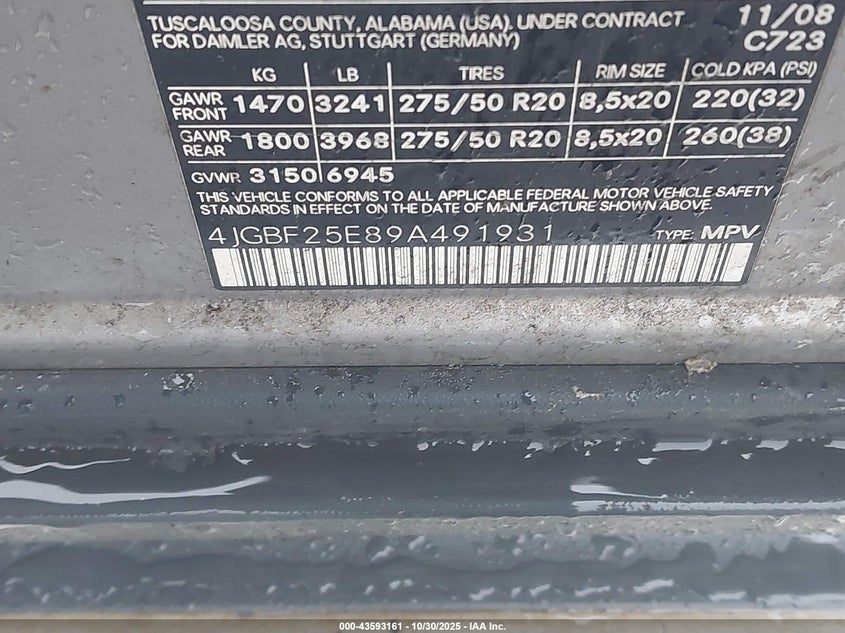 TUSCALOOSA COUNTY, ALABAMA (USA). UNDER CONTRACT 11/08
FOR DAIMLER AG, STUTTGART (GERMANY) C723
KG LB TIRES RIM SIZE COLD KPA (PSI)
GAWR FRONT 1470 3241 275/50 R20 8,5x20 220(32)
GAWR REAR 1800 3968 275/50 R20 8,5x20 260(38)
GVWR 3150 6945
THIS VEHICLE CONFORMS TO ALL APPLICABLE FEDERAL MOTOR VEHICLE SAFETY
STANDARDS IN EFFECT ON THE DATE OF MANUFACTURE SHOWN ABOVE.
4JGBF25E89A491931 TYPE: MPV
000-43593161 - 10/30/2025 - IAA Inc.